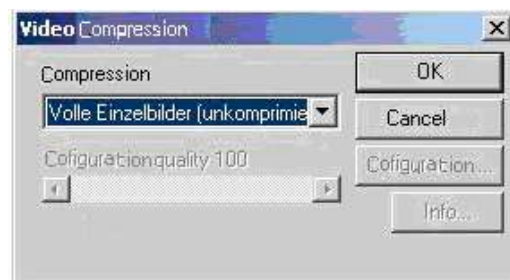 Video Compression
Compression
Volle Einzelbilder (unkomprimie
Cofigurationquality 100
OK
Cancel
Cofiguration...
Info...